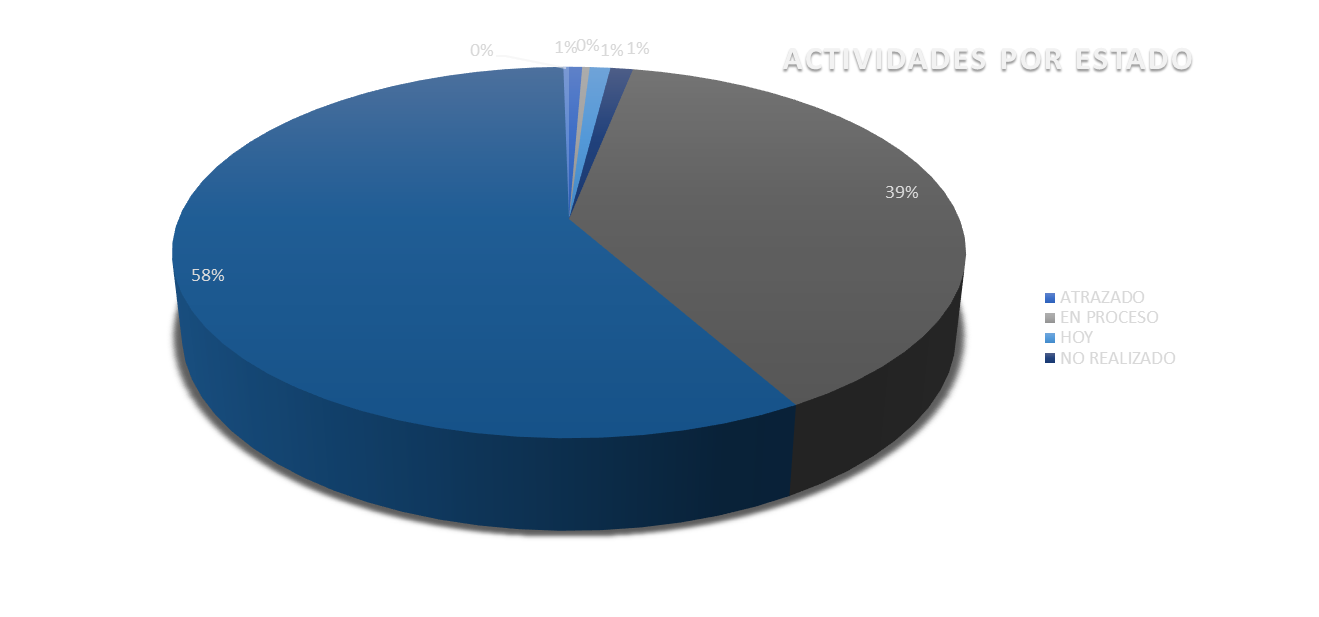 ACTIVIDADES POR ESTADO
0%
1%
0%
1%
1%
39%
58%
ATRAZADO
EN PROCESO
HOY
NO REALIZADO